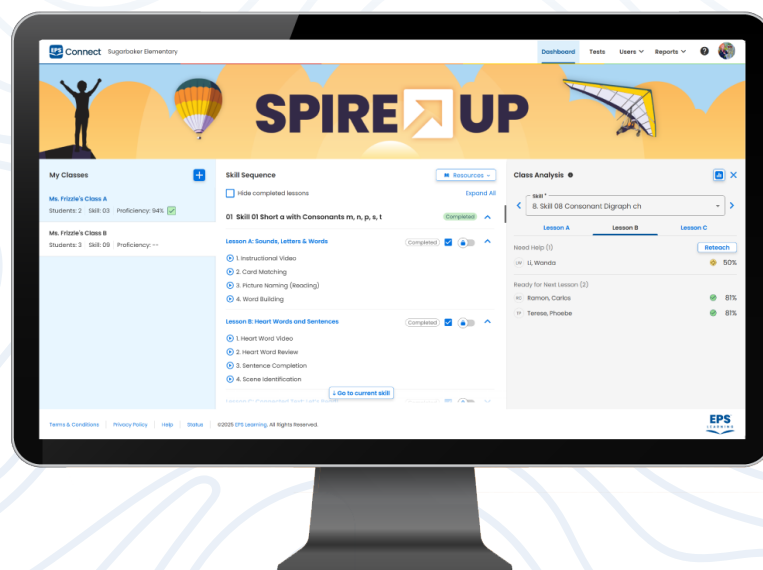 EPS Connect Sugarbaker Elementary
Dashboard Tests Users Reports
SPIRE UP
My Classes
Ms. Frizzle's Class A
Students: 2 Skill: 03 Proficiency: 94%
Ms. Frizzle's Class B
Students: 3 Skill: 09 Proficiency: --
Skill Sequence
Resources
Hide completed lessons
Expand All
01 Skill 01 Short a with Consonants m, n, p, s, t
Completed
Lesson A: Sounds, Letters & Words
Completed
1. Instructional Video
2. Card Matching
3. Picture Naming (Reading)
4. Word Building
Lesson B: Heart Words and Sentences
Completed
1. Heart Word Video
2. Heart Word Review
3. Sentence Completion
4. Scene Identification
↓ Go to current skill
Class Analysis
Skill *
8. Skill 08 Consonant Digraph ch
Lesson A Lesson B Lesson C
Need Help (1)
Reteach
LW Li, Wanda 50%
Ready for Next Lesson (2)
RC Ramon, Carlos 81%
TP Terese, Phoebe 81%
Terms & Conditions Privacy Policy Help Status ©2025 EPS Learning, All Rights Reserved.
EPS
LEARNING